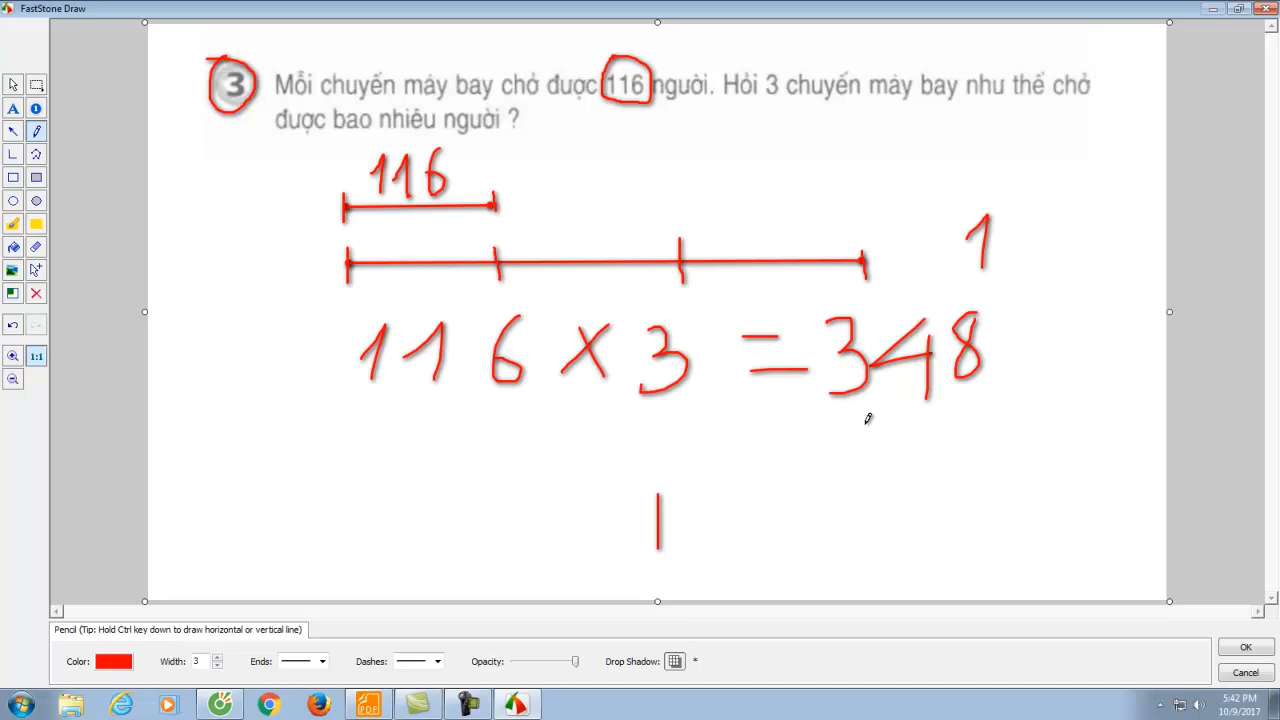 FastStone Draw
3 Mỗi chuyến máy bay chở được 116 người. Hỏi 3 chuyến máy bay như thế chở
được bao nhiêu người ?
116
1
116 x 3 = 348
1:1
Pencil (Tip: Hold Ctrl key down to draw horizontal or vertical line)
Color: Width: 3 Ends: Dashes: Opacity: Drop Shadow: *
OK
Cancel
PDF
5:42 PM
10/9/2017